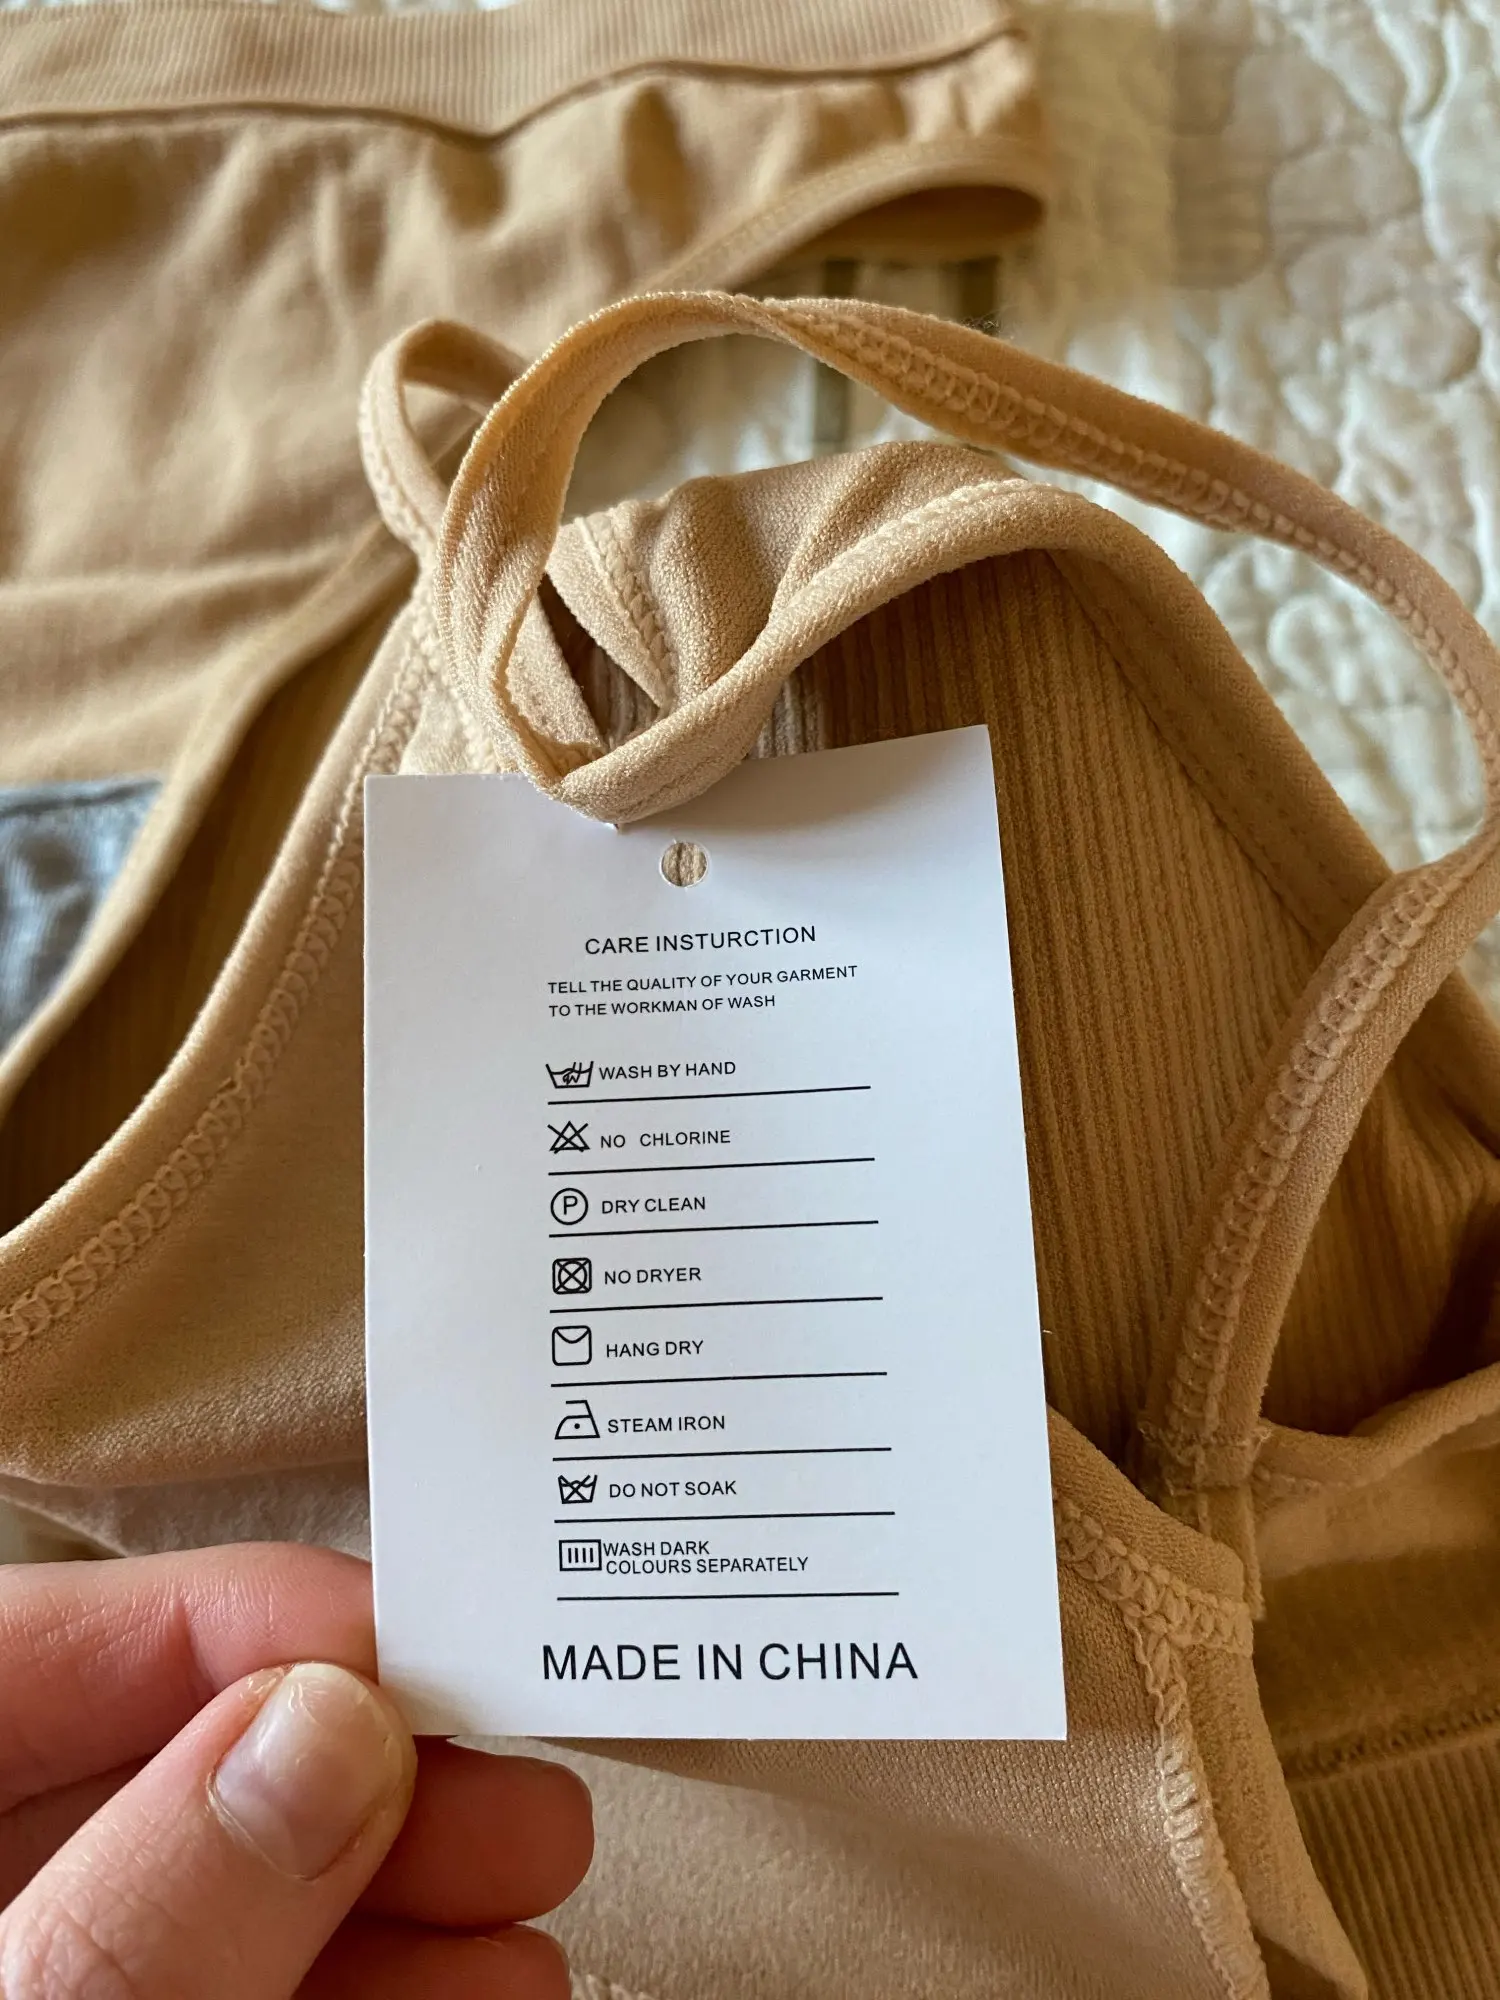 CARE INSTURCTION
TELL THE QUALITY OF YOUR GARMENT
TO THE WORKMAN OF WASH
WASH BY HAND
NO CHLORINE
P DRY CLEAN
NO DRYER
HANG DRY
STEAM IRON
DO NOT SOAK
WASH DARK
COLOURS SEPARATELY
MADE IN CHINA